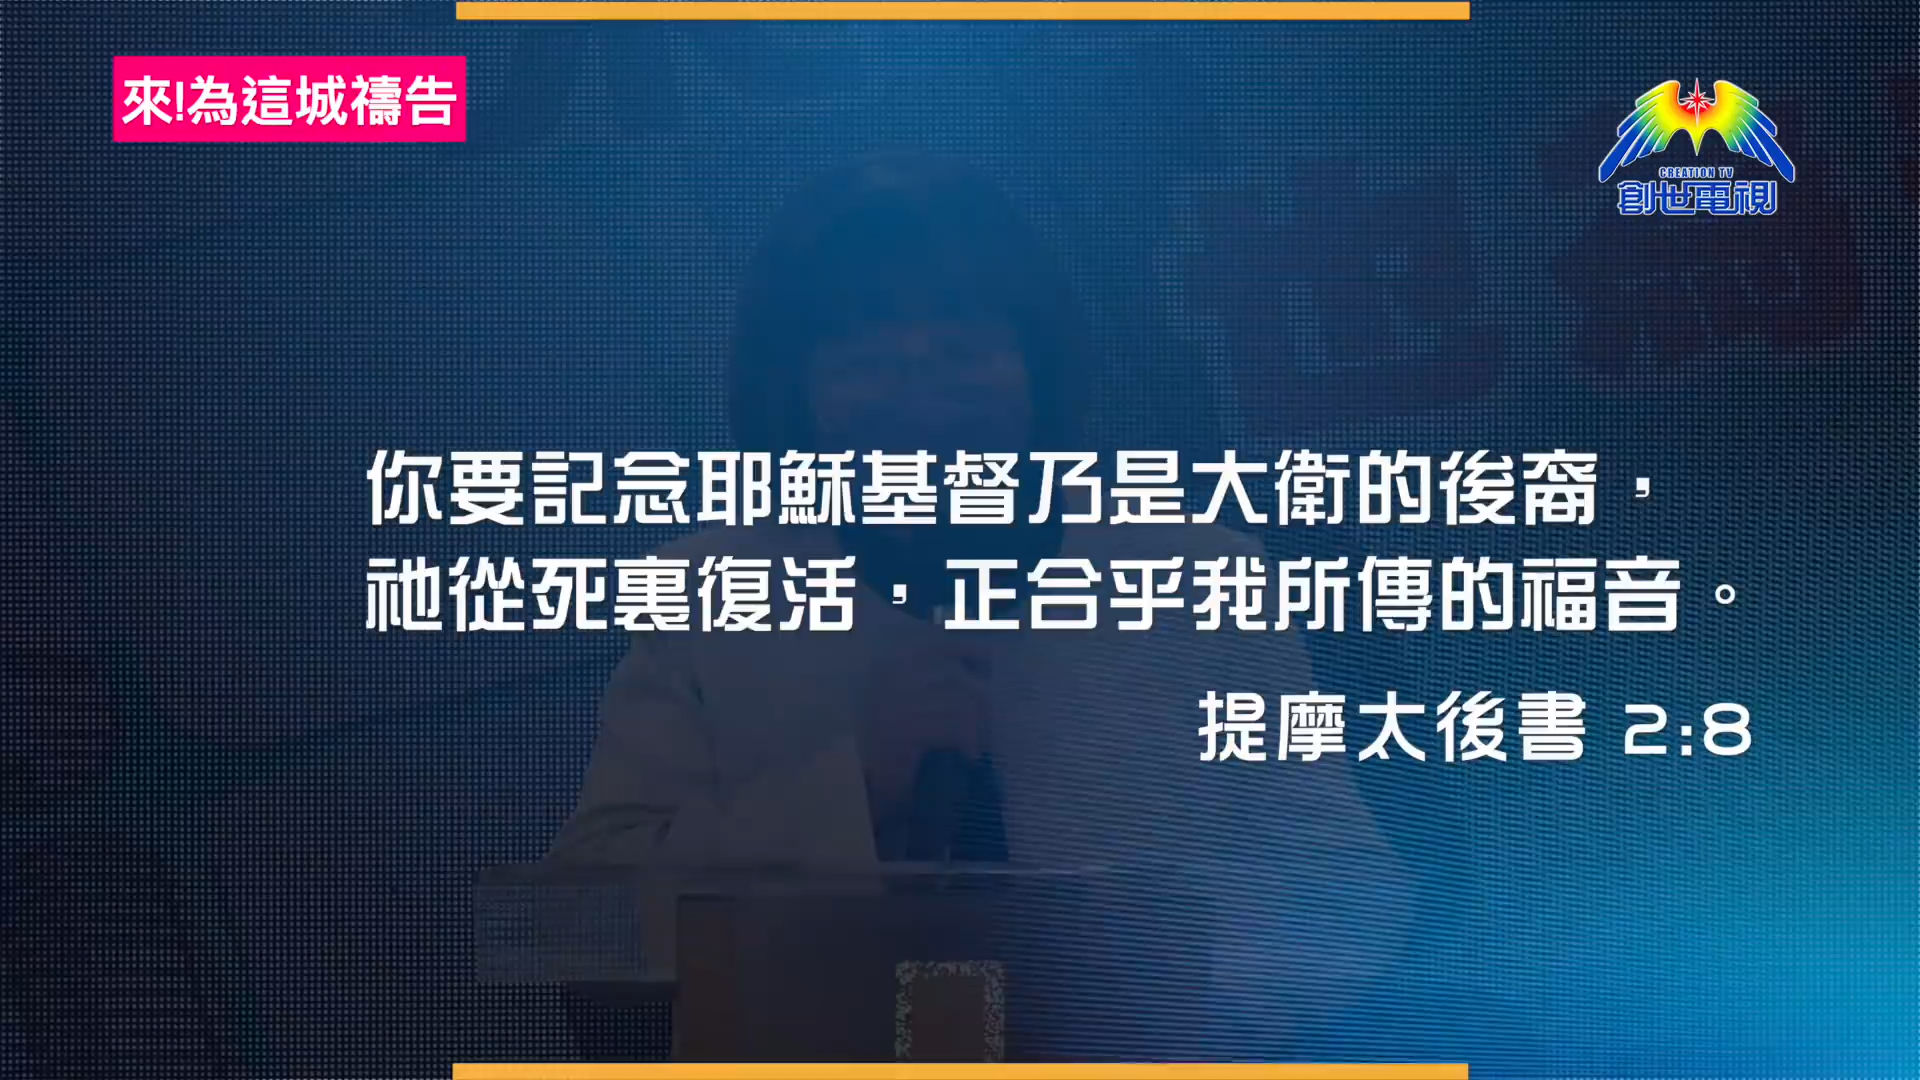 來!為這城禱告
CREATION TV
創世電視
你要記念耶穌基督乃是大衛的後裔，
祂從死裏復活，正合乎我所傳的福音。
提摩太後書 2:8